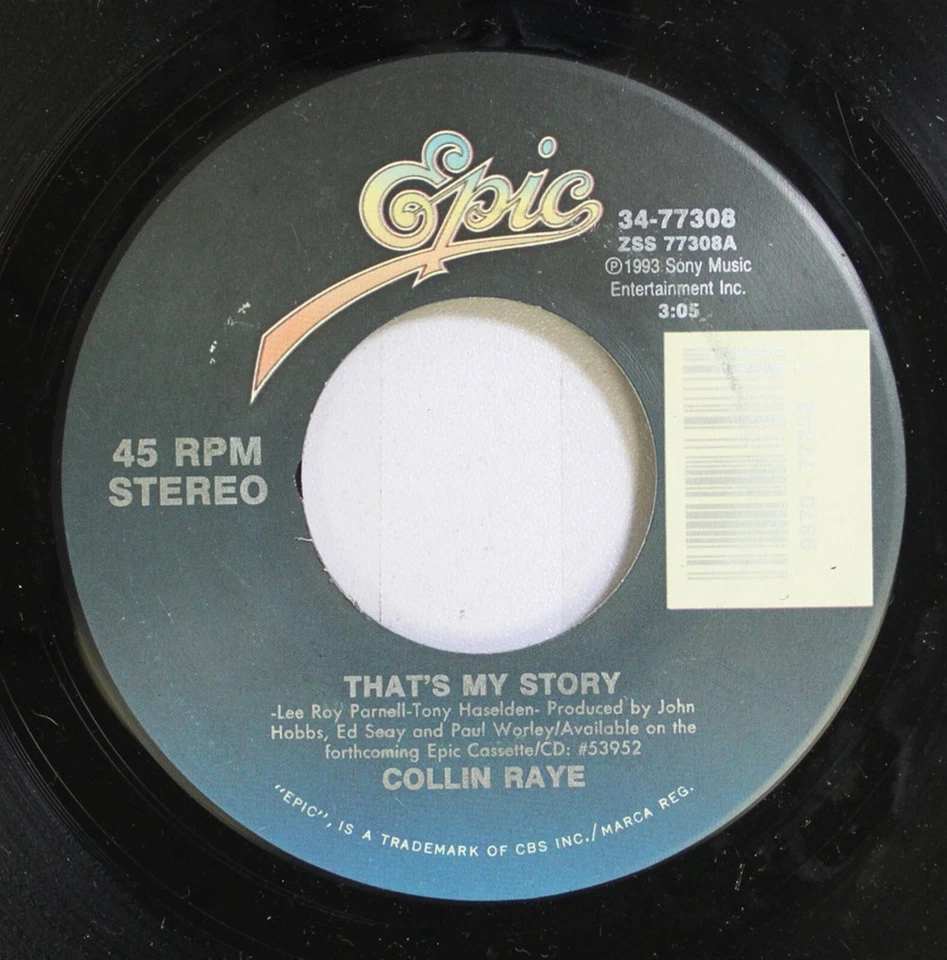 Epic
34-77308
ZSS 77308A
Ⓟ1993 Sony Music
Entertainment Inc.
3:05
45 RPM
STEREO
THAT'S MY STORY
-Lee Roy Parnell-Tony Haselden- Produced by John
Hobbs, Ed Seay and Paul Worley/Available on the
forthcoming Epic Cassette/CD: #53952
COLLIN RAYE
"EPIC", IS A TRADEMARK OF CBS INC./MARCA REG.